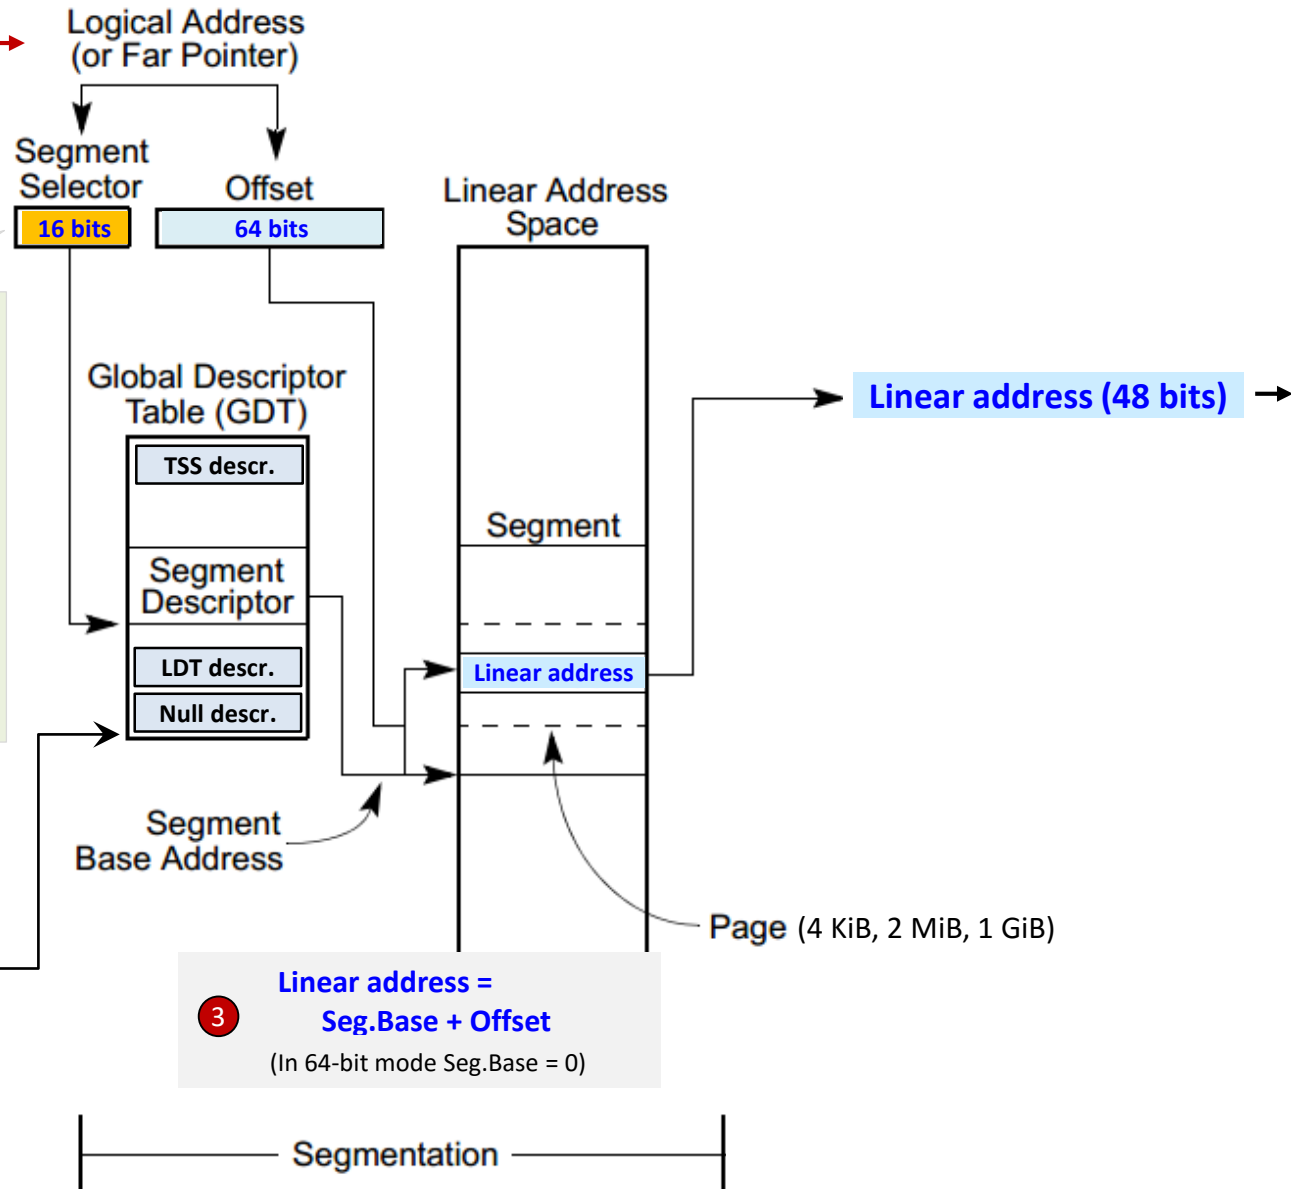 Logical Address
(or Far Pointer)
Segment
Selector
Offset
16 bits
64 bits
Linear Address
Space
Global Descriptor
Table (GDT)
TSS descr.
Segment
Descriptor
LDT descr.
Null descr.
Segment
Linear address
Linear address (48 bits)
Segment
Base Address
Page (4 KiB, 2 MiB, 1 GiB)
3
Linear address =
Seg.Base + Offset
(In 64-bit mode Seg.Base = 0)
Segmentation